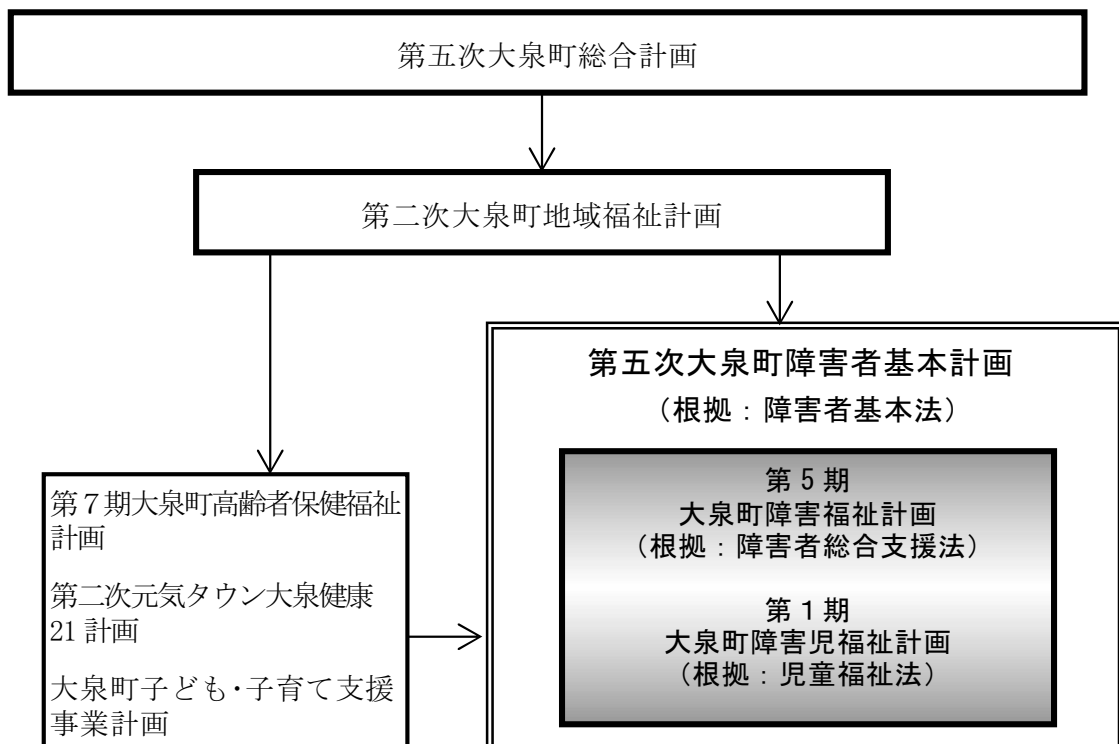 第五次大泉町総合計画
第二次大泉町地域福祉計画
第五次大泉町障害者基本計画
（根拠：障害者基本法）
第５期
大泉町障害福祉計画
（根拠：障害者総合支援法）
第１期
大泉町障害児福祉計画
（根拠：児童福祉法）
第７期大泉町高齢者保健福祉
計画
第二次元気タウン大泉健康
21 計画
大泉町子ども・子育て支援
事業計画